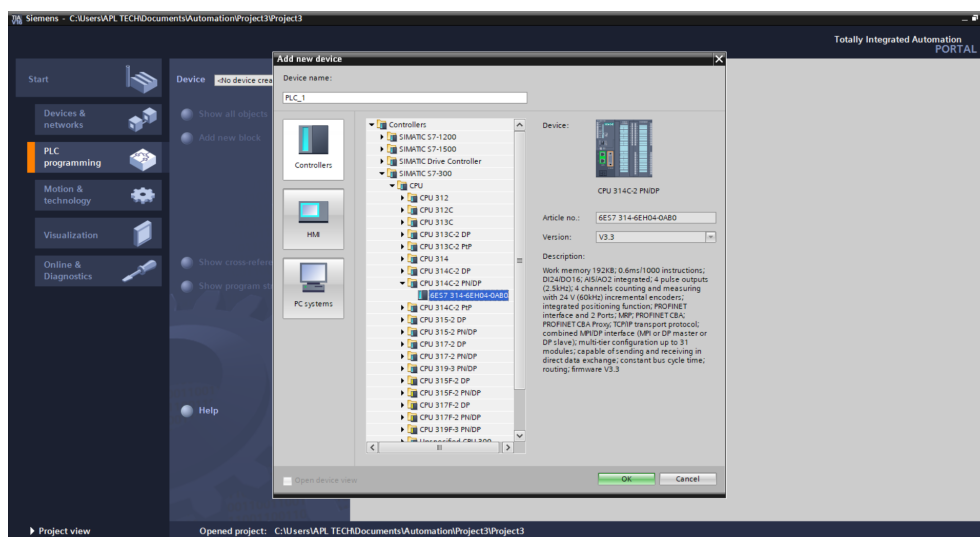 Siemens - C:\Users\APL TECH\Documents\Automation\Project3\Project3
Totally Integrated Automation
PORTAL
Start
Devices &
networks
PLC
programming
Motion &
technology
Visualization
Online &
Diagnostics
Project view
Device
<No device crea
Show all objects
Add new block
Show cross-refere
Show program st
Help
Add new device
Device name:
PLC_1
Controllers
HMI
PC systems
Controllers
SIMATIC S7-1200
SIMATIC S7-1500
SIMATIC Drive Controller
SIMATIC S7-300
CPU
CPU 312
CPU 312C
CPU 313C
CPU 313C-2 DP
CPU 313C-2 PtP
CPU 314
CPU 314C-2 DP
CPU 314C-2 PN/DP
6ES7 314-6EH04-0AB0
CPU 314C-2 PtP
CPU 315-2 DP
CPU 315-2 PN/DP
CPU 317-2 DP
CPU 317-2 PN/DP
CPU 319-3 PN/DP
CPU 315F-2 DP
CPU 315F-2 PN/DP
CPU 317F-2 DP
CPU 317F-2 PN/DP
CPU 319F-3 PN/DP
Unspecified CPU 300
Device:
CPU 314C-2 PN/DP
Article no.:
6ES7 314-6EH04-0AB0
Version:
V3.3
Description:
Work memory 192KB; 0.6ms/1000 instructions;
DI24/DO16; AI5/AO2 integrated; 4 pulse outputs
(2.5kHz); 4 channels counting and measuring
with 24 V (60kHz) incremental encoders;
integrated positioning function; PROFINET
interface and 2 Ports; MRP; PROFINET CBA;
PROFINET CBA Proxy; TCP/IP transport protocol;
combined MPI/DP interface (MPI or DP master or
DP slave); multi-tier configuration up to 31
modules; capable of sending and receiving in
direct data exchange; constant bus cycle time;
routing; firmware V3.3
Open device view
OK
Cancel
Opened project: C:\Users\APL TECH\Documents\Automation\Project3\Project3